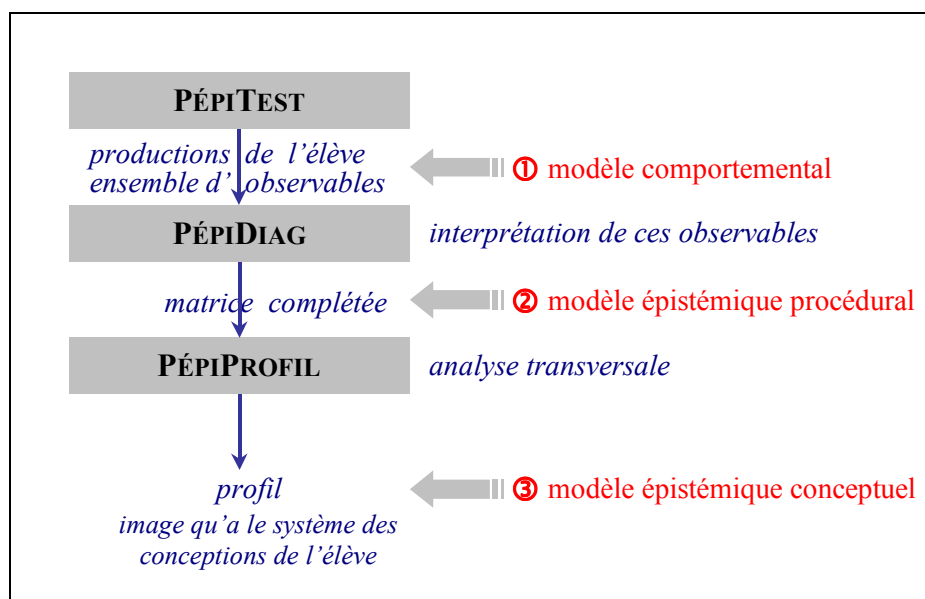 PÉPITEST
productions de l'élève
ensemble d' observables
① modèle comportemental
PÉPIDIAG
interprétation de ces observables
matrice complétée
② modèle épistémique procédural
PÉPIPROFIL
analyse transversale
profil
③ modèle épistémique conceptuel
image qu'a le système des
conceptions de l'élève